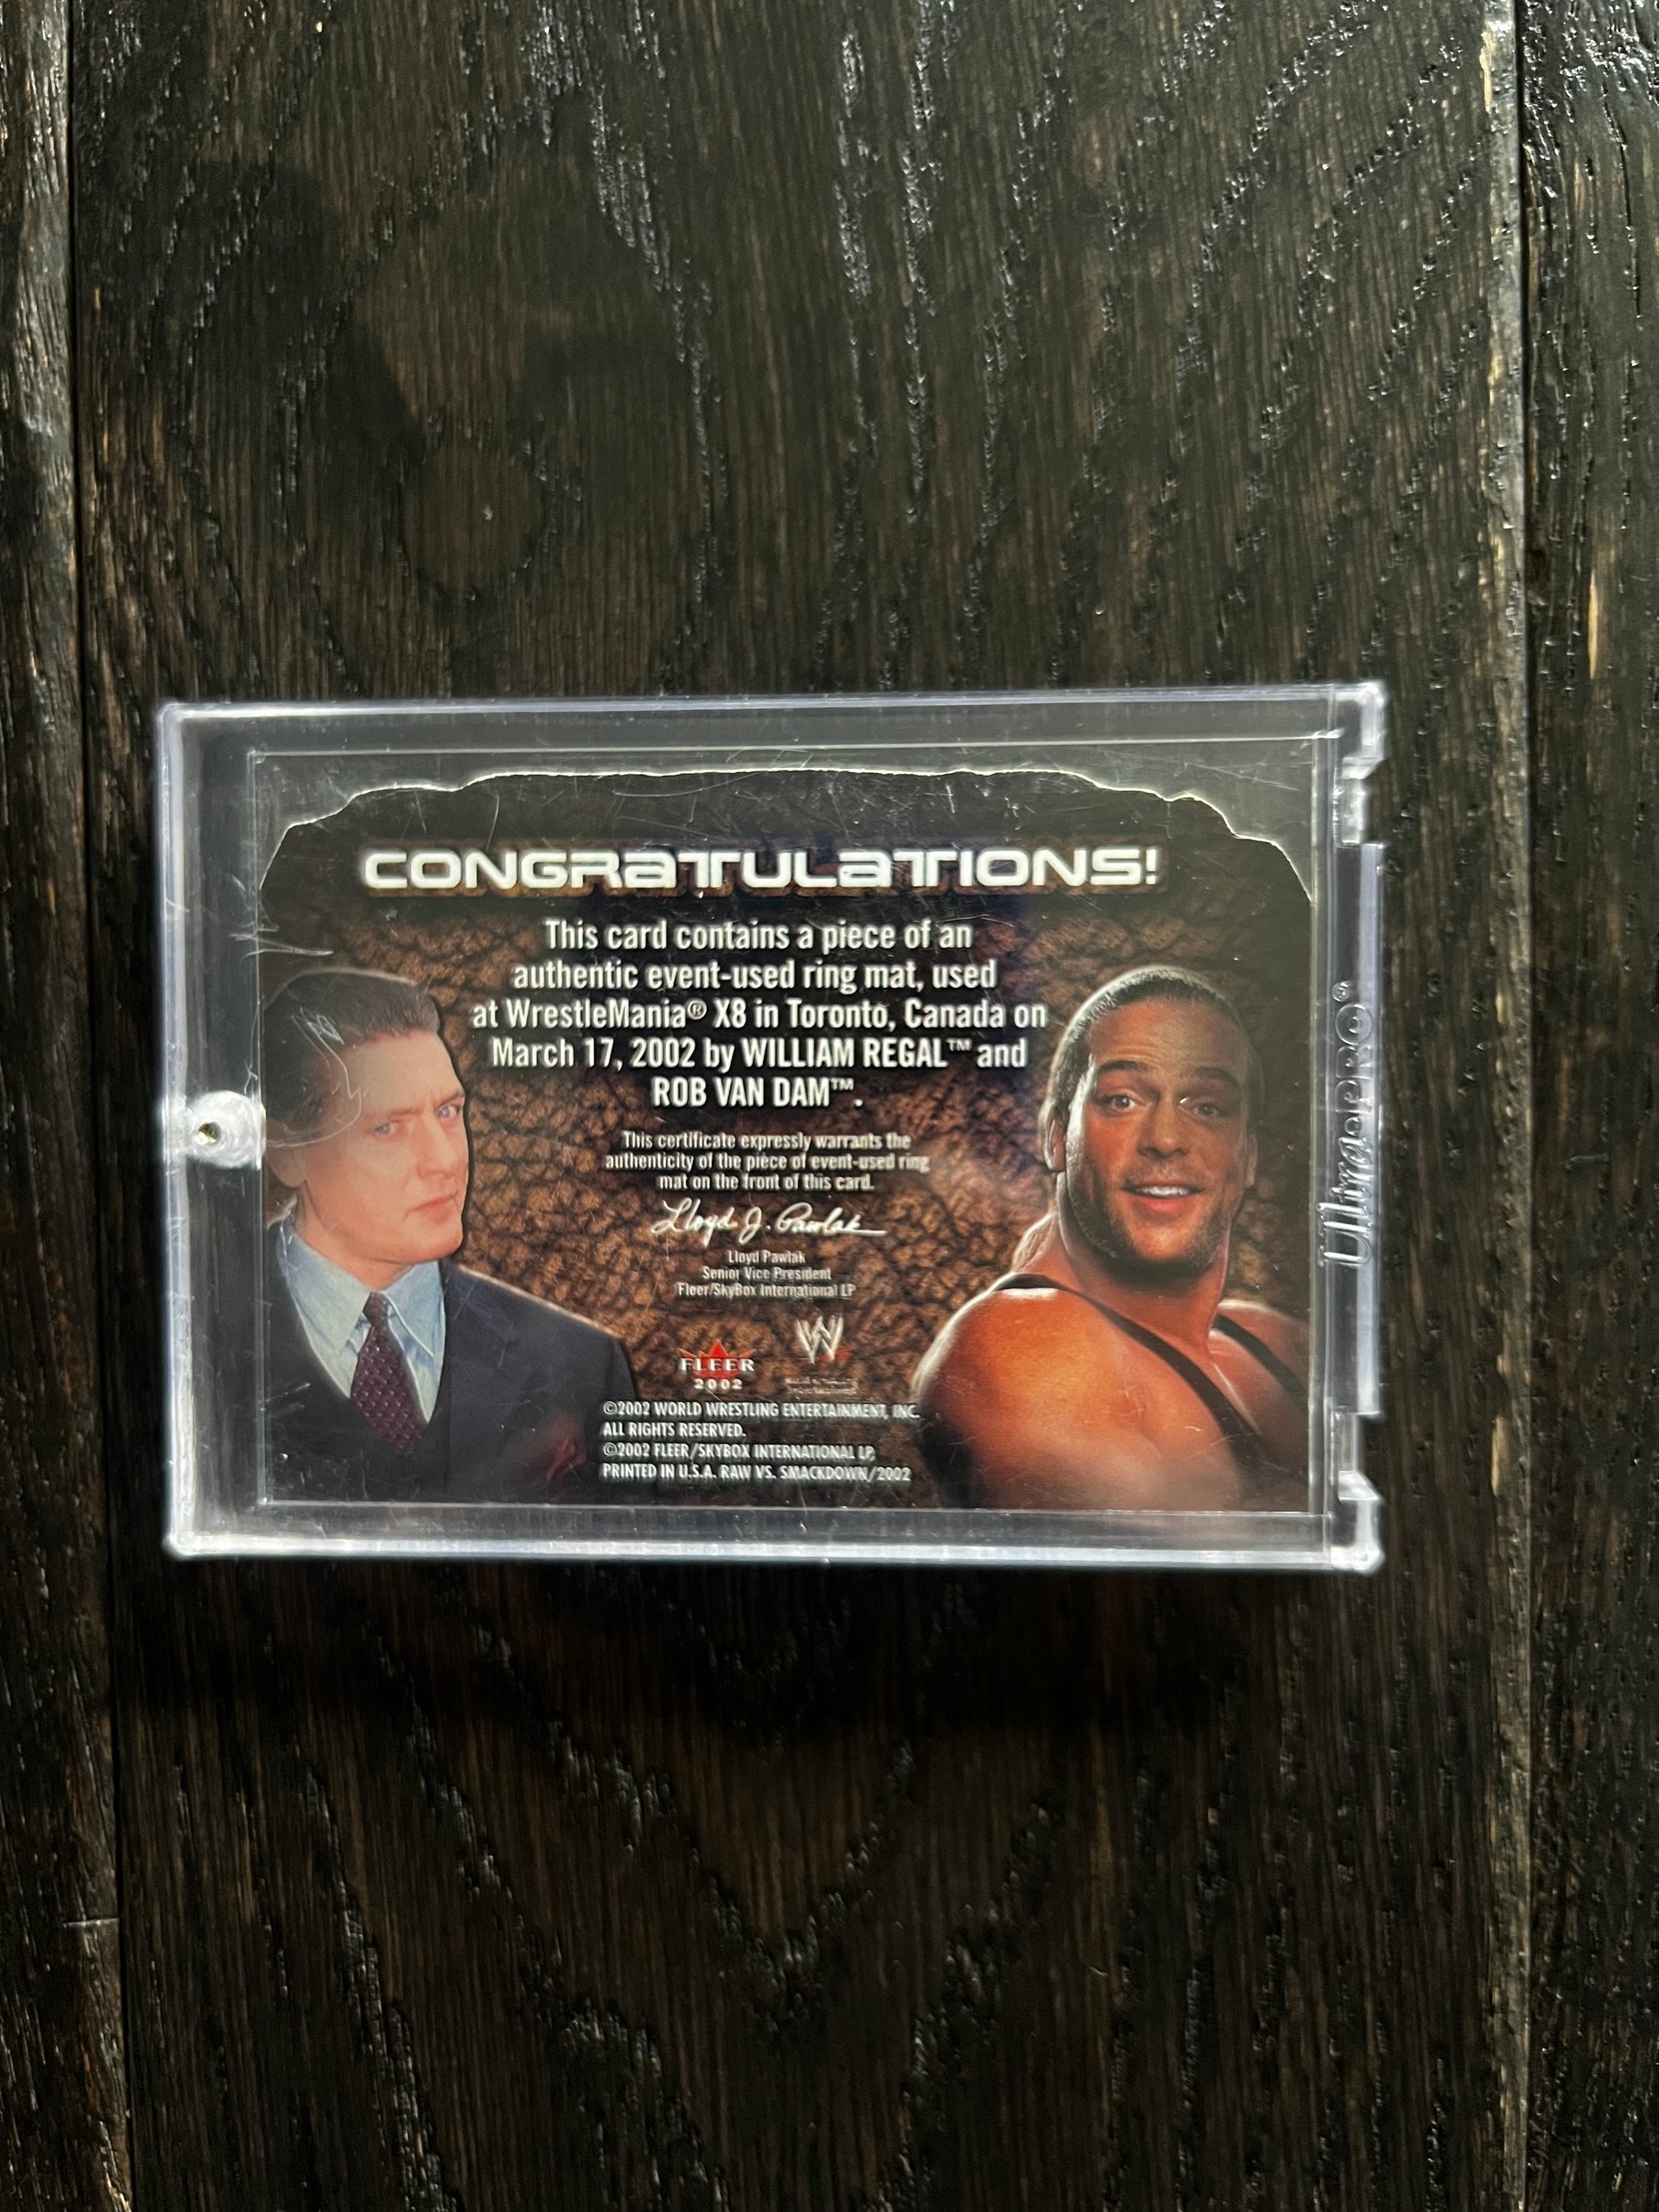 CONGRATULATIONS!
This card contains a piece of an
authentic event-used ring mat, used
at WrestleMania® X8 in Toronto, Canada on
March 17, 2002 by WILLIAM REGAL™ and
ROB VAN DAM™.
This certificate expressly warrants the
authenticity of the piece of event-used ring
mat on the front of this card.
Lloyd J. Pawlak
Lloyd Pawlak
Senior Vice President
Fleer/SkyBox International LP
FLEER
2002
W
©2002 WORLD WRESTLING ENTERTAINMENT, INC.
ALL RIGHTS RESERVED.
©2002 FLEER/SKYBOX INTERNATIONAL LP,
PRINTED IN U.S.A. RAW VS. SMACKDOWN/2002
Ultra•PRO®